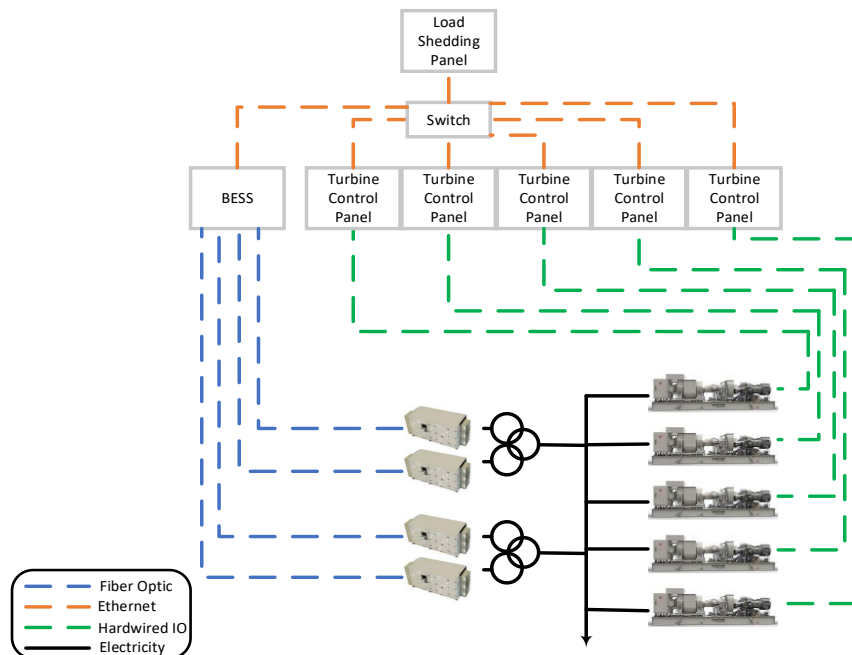 Load
Shedding
Panel
Switch
BESS
Turbine
Control
Panel
Turbine
Control
Panel
Turbine
Control
Panel
Turbine
Control
Panel
Turbine
Control
Panel
Fiber Optic
Ethernet
Hardwired IO
Electricity